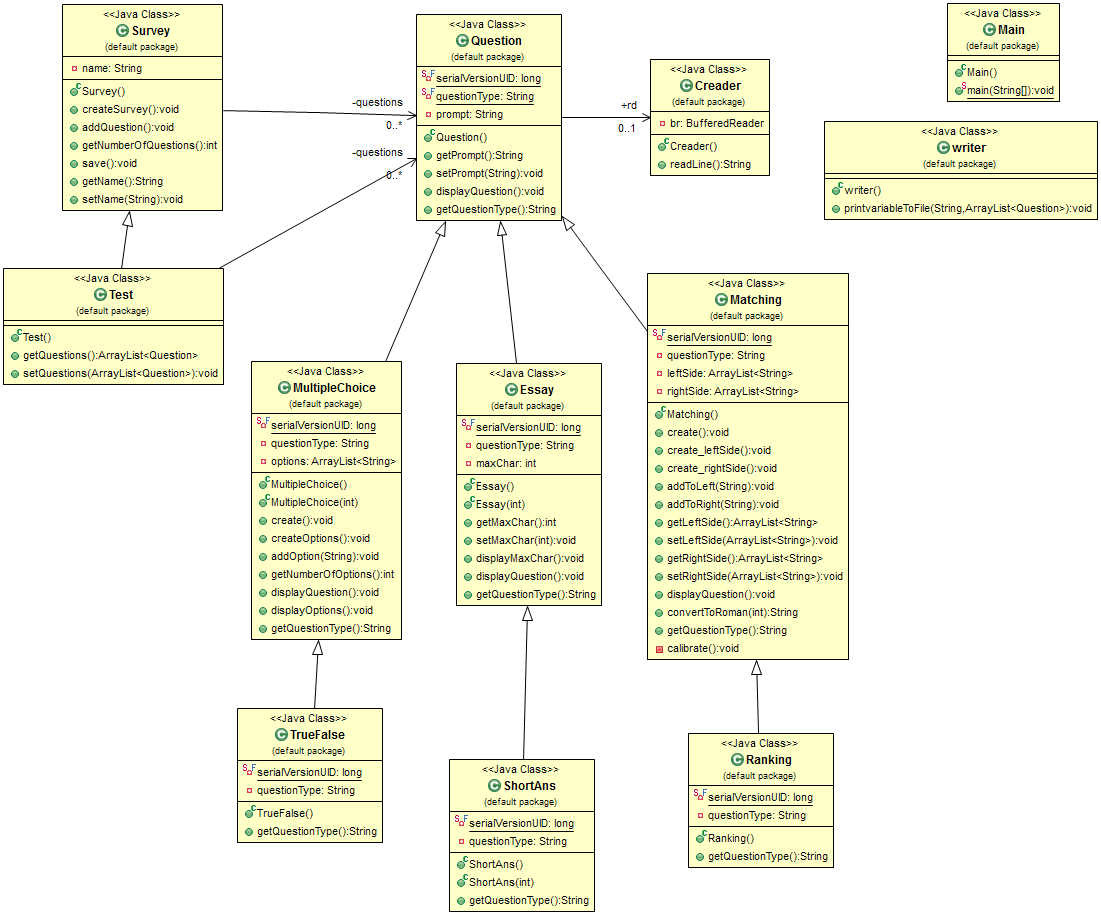 <<Java Class>>
Survey
(default package)
name: String
Survey()
createSurvey():void
addQuestion():void
getNumberOfQuestions():int
save():void
getName():String
setName(String):void
-questions
0..*
-questions
0..*
<<Java Class>>
Question
(default package)
serialVersionUID: long
questionType: String
prompt: String
Question()
getPrompt():String
setPrompt(String):void
displayQuestion():void
getQuestionType():String
+rd
0..1
<<Java Class>>
Creader
(default package)
br: BufferedReader
Creader()
readLine():String
<<Java Class>>
Main
(default package)
Main()
main(String[]):void
<<Java Class>>
writer
(default package)
writer()
printvariableToFile(String,ArrayList<Question>):void
<<Java Class>>
Test
(default package)
Test()
getQuestions():ArrayList<Question>
setQuestions(ArrayList<Question>):void
<<Java Class>>
MultipleChoice
(default package)
serialVersionUID: long
questionType: String
options: ArrayList<String>
MultipleChoice()
MultipleChoice(int)
create():void
createOptions():void
addOption(String):void
getNumberOfOptions():int
displayQuestion():void
displayOptions():void
getQuestionType():String
<<Java Class>>
Essay
(default package)
serialVersionUID: long
questionType: String
maxChar: int
Essay()
Essay(int)
getMaxChar():int
setMaxChar(int):void
displayMaxChar():void
displayQuestion():void
getQuestionType():String
<<Java Class>>
Matching
(default package)
serialVersionUID: long
questionType: String
leftSide: ArrayList<String>
rightSide: ArrayList<String>
Matching()
create():void
create_leftSide():void
create_rightSide():void
addToLeft(String):void
addToRight(String):void
getLeftSide():ArrayList<String>
setLeftSide(ArrayList<String>):void
getRightSide():ArrayList<String>
setRightSide(ArrayList<String>):void
displayQuestion():void
convertToRoman(int):String
getQuestionType():String
calibrate():void
<<Java Class>>
TrueFalse
(default package)
serialVersionUID: long
questionType: String
TrueFalse()
getQuestionType():String
<<Java Class>>
ShortAns
(default package)
serialVersionUID: long
questionType: String
ShortAns()
ShortAns(int)
getQuestionType():String
<<Java Class>>
Ranking
(default package)
serialVersionUID: long
questionType: String
Ranking()
getQuestionType():String